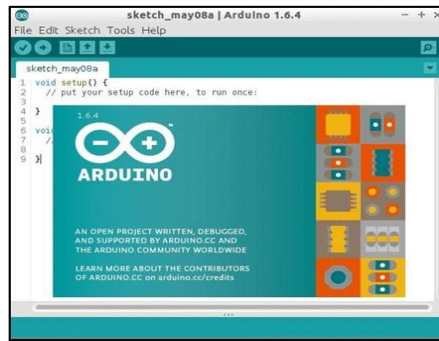 sketch_may08a | Arduino 1.6.4
File Edit Sketch Tools Help
sketch_may08a
1 void setup() {
2 // put your setup code here, to run once:
3
4 }
5
6 void
7 //
8
9 }
1.6.4
ARDUINO
AN OPEN PROJECT WRITTEN, DEBUGGED,
AND SUPPORTED BY ARDUINO.CC AND
THE ARDUINO COMMUNITY WORLDWIDE
LEARN MORE ABOUT THE CONTRIBUTORS
OF ARDUINO.CC on arduino.cc/credits